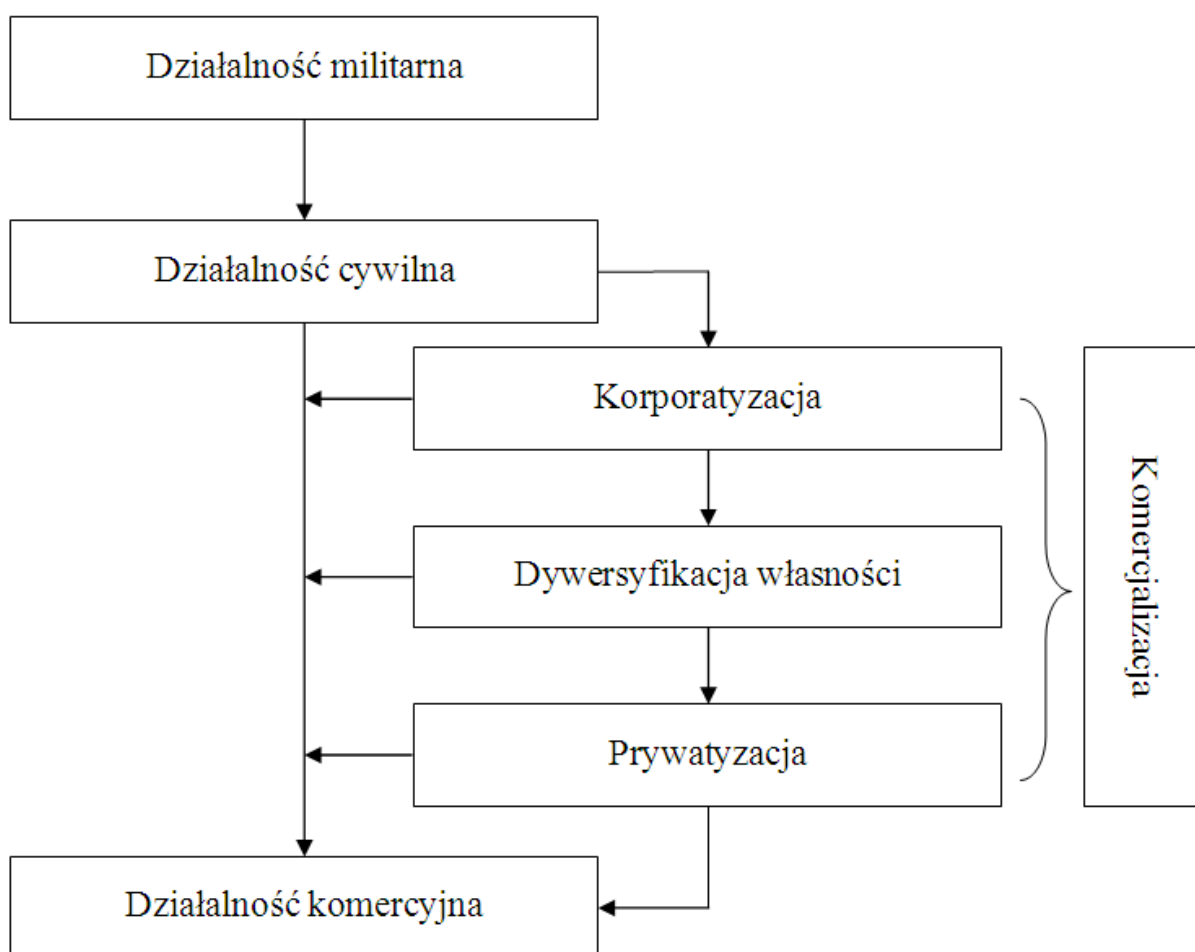 Działalność militarna
Działalność cywilna
Korporatyzacja
Dywersyfikacja własności
Prywatyzacja
Komercjalizacja
Działalność komercyjna